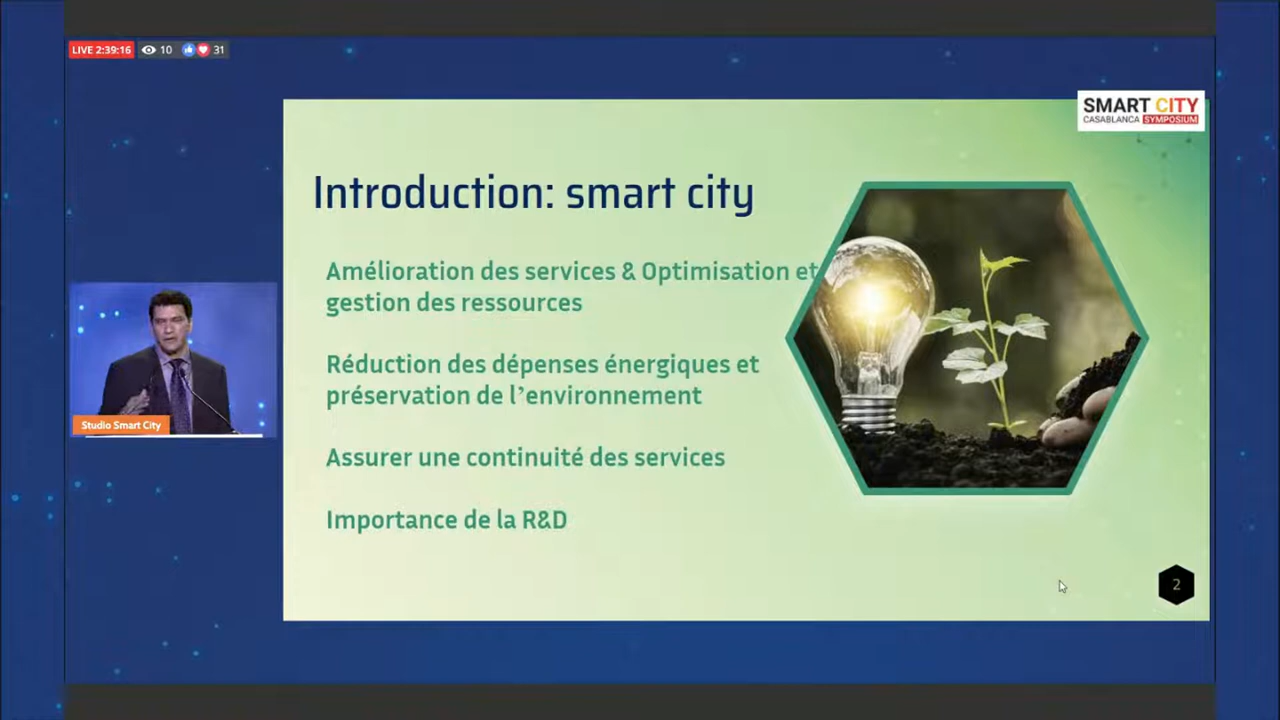 LIVE 2:39:16
10
31
SMART CITY
CASABLANCA SYMPOSIUM
Introduction: smart city
Amélioration des services & Optimisation et
gestion des ressources
Réduction des dépenses énergiques et
préservation de l’environnement
Assurer une continuité des services
Importance de la R&D
Studio Smart City
2